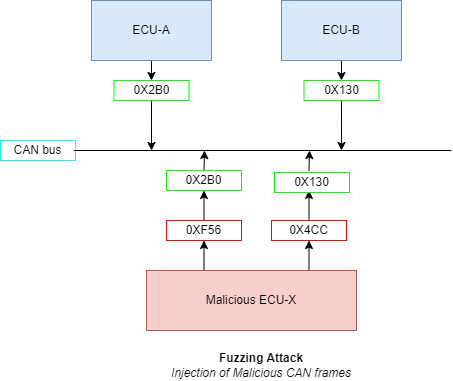 ECU-A
ECU-B
0X2B0
0X130
CAN bus
0X2B0
0X130
0XF56
0X4CC
Malicious ECU-X
Fuzzing Attack
Injection of Malicious CAN frames